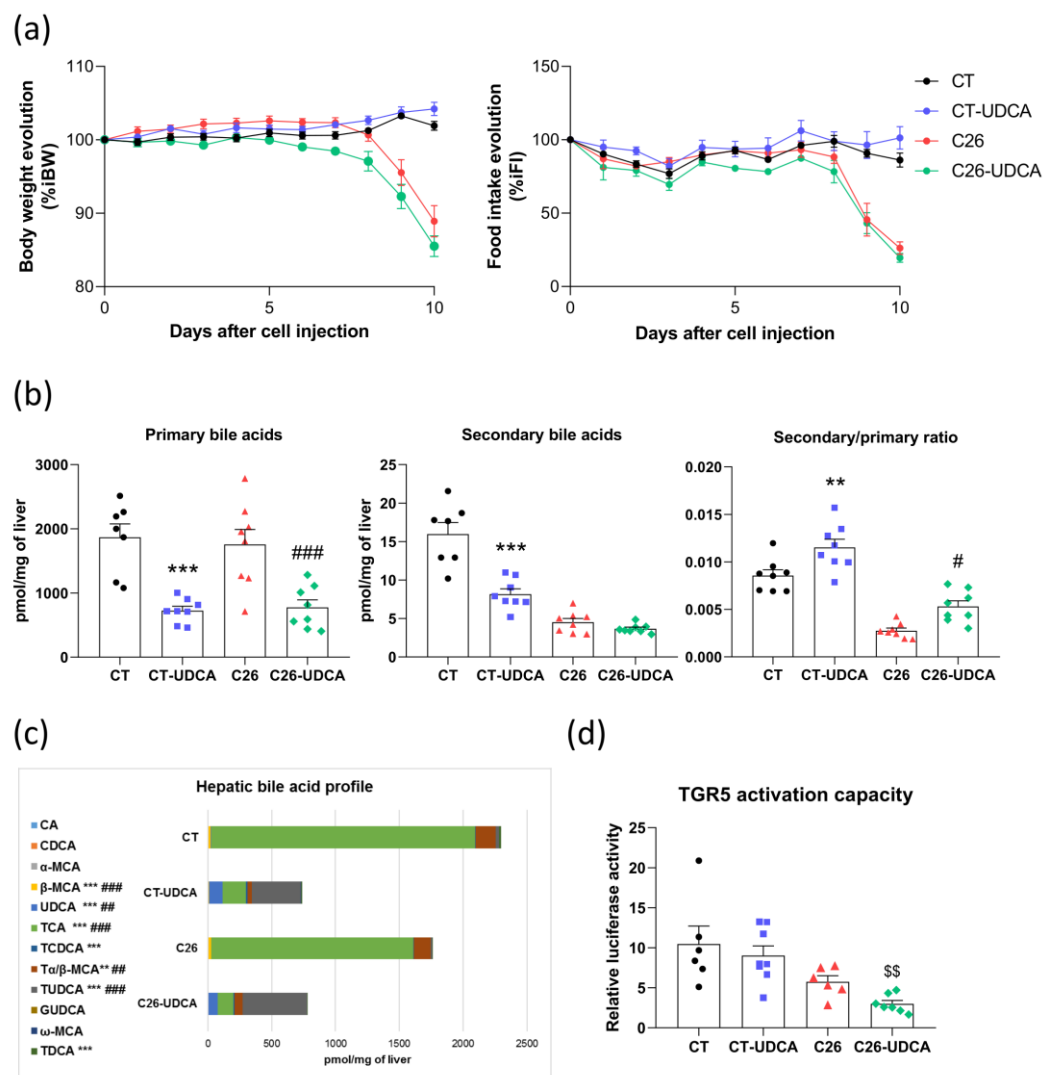 (a)
110
100
90
80
0
5
10
Body weight evolution
(%iBW)
Days after cell injection
150
100
50
0
0
5
10
Food intake evolution
(%iFI)
Days after cell injection
CT
CT-UDCA
C26
C26-UDCA
(b)
Primary bile acids
3000
2000
1000
0
pmol/mg of liver
***
###
CT
CT-UDCA
C26
C26-UDCA
Secondary bile acids
25
20
15
10
5
0
pmol/mg of liver
***
CT
CT-UDCA
C26
C26-UDCA
Secondary/primary ratio
0.020
0.015
0.010
0.005
0.000
**
#
CT
CT-UDCA
C26
C26-UDCA
(c)
Hepatic bile acid profile
CA
CDCA
α-MCA
β-MCA *** ###
UDCA *** ##
TCA *** ###
TCDCA ***
Tα/β-MCA** ##
TUDCA *** ###
GUDCA
ω-MCA
TDCA ***
CT
CT-UDCA
C26
C26-UDCA
0
500
1000
1500
2000
2500
pmol/mg of liver
(d)
TGR5 activation capacity
25
20
15
10
5
0
Relative luciferase activity
$$
CT
CT-UDCA
C26
C26-UDCA